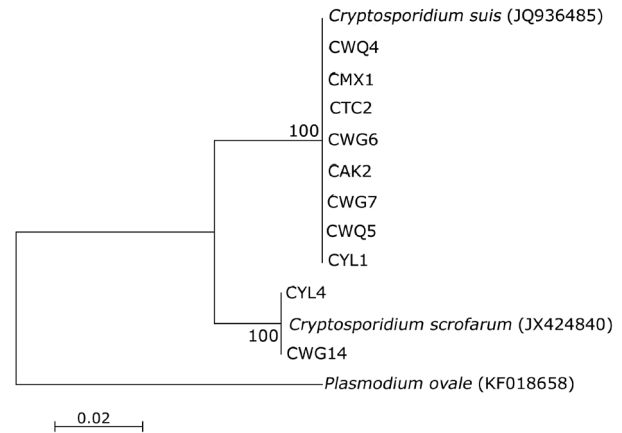 Cryptosporidium suis (JQ936485)
CWQ4
CMX1
CTC2
100
CWG6
CAK2
CWG7
CWQ5
CYL1
CYL4
Cryptosporidium scrofarum (JX424840)
100
CWG14
Plasmodium ovale (KF018658)
0.02